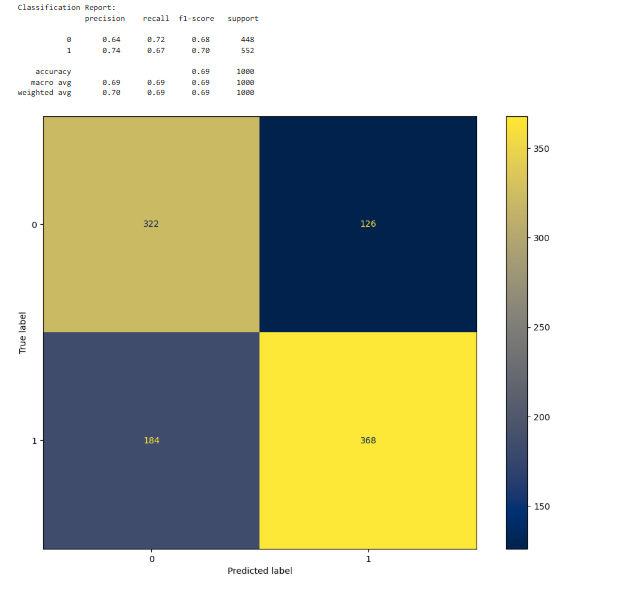 Classification Report:
precision recall f1-score support
0 0.64 0.72 0.68 448
1 0.74 0.67 0.70 552
accuracy 0.69 1000
macro avg 0.69 0.69 0.69 1000
weighted avg 0.70 0.69 0.69 1000
350
0 322 126
300
True label
250
200
1 184 368
150
0 1
Predicted label